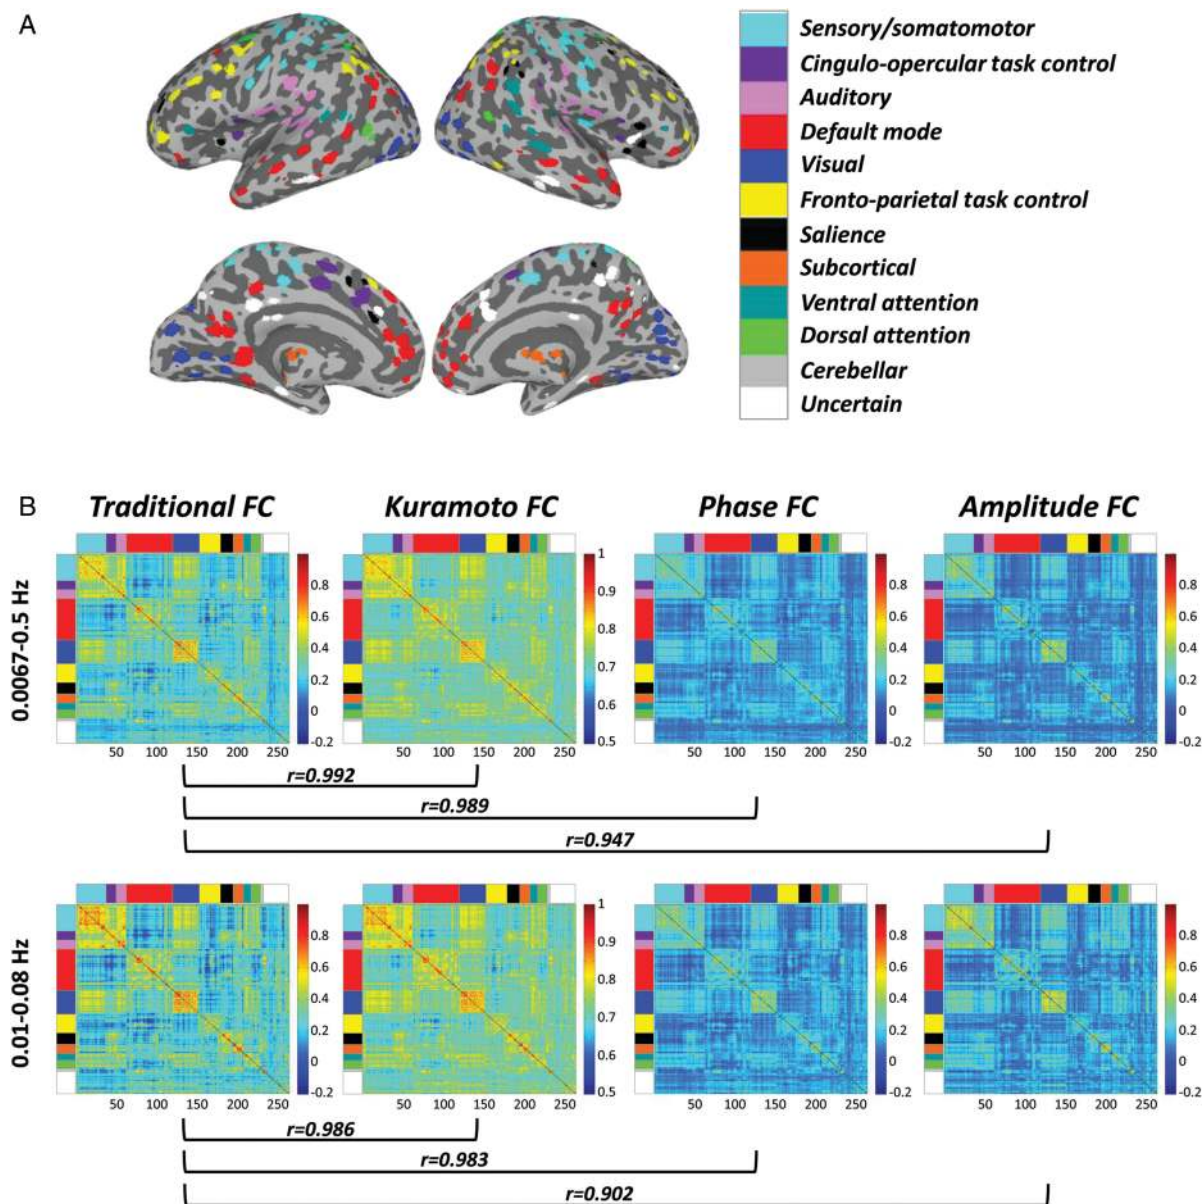 A
Sensory/somatomotor
Cingulo-opercular task control
Auditory
Default mode
Visual
Fronto-parietal task control
Salience
Subcortical
Ventral attention
Dorsal attention
Cerebellar
Uncertain
B
Traditional FC Kuramoto FC Phase FC Amplitude FC
0.0067-0.5 Hz
0.8 0.6 0.4 0.2 0 -0.2
1 0.9 0.8 0.7 0.6 0.5
0.8 0.6 0.4 0.2 0 -0.2
0.8 0.6 0.4 0.2 0 -0.2
50 100 150 200 250 50 100 150 200 250 50 100 150 200 250 50 100 150 200 250
r=0.992
r=0.989
r=0.947
0.01-0.08 Hz
0.8 0.6 0.4 0.2 0 -0.2
1 0.9 0.8 0.7 0.6 0.5
0.8 0.6 0.4 0.2 0 -0.2
0.8 0.6 0.4 0.2 0 -0.2
50 100 150 200 250 50 100 150 200 250 50 100 150 200 250 50 100 150 200 250
r=0.986
r=0.983
r=0.902